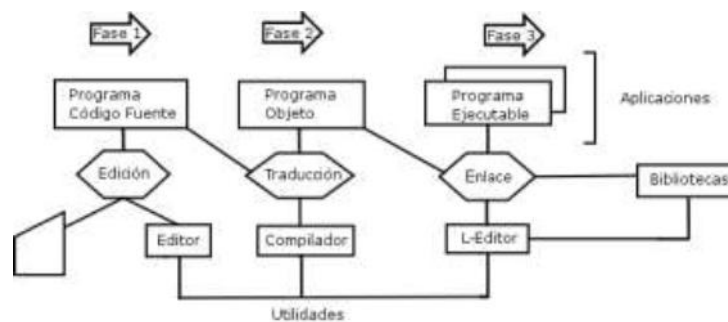 Fase 1
Fase 2
Fase 3
Programa
Código Fuente
Programa
Objeto
Programa
Ejecutable
Aplicaciones
Edición
Traducción
Enlace
Bibliotecas
Editor
Compilador
L-Editor
Utilidades